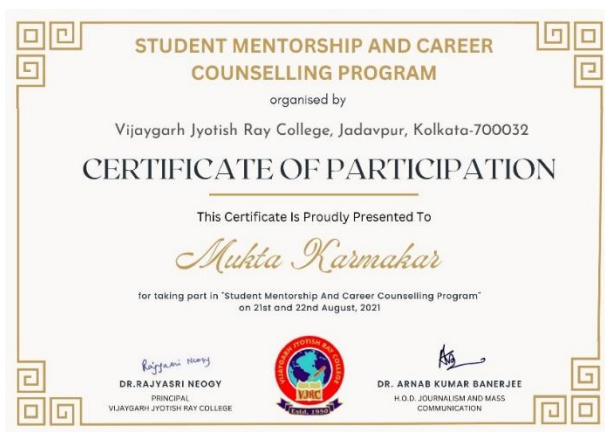 STUDENT MENTORSHIP AND CAREER
COUNSELLING PROGRAM
organised by
Vijaygarh Jyotish Ray College, Jadavpur, Kolkata-700032
CERTIFICATE OF PARTICIPATION
This Certificate Is Proudly Presented To
Mukta Karmakar
for taking part in "Student Mentorship And Career Counselling Program"
on 21st and 22nd August, 2021
Rajyasri Neogy
DR.RAJYASRI NEOGY
PRINCIPAL
VIJAYGARH JYOTISH RAY COLLEGE
VIJAYGARH JYOTISH RAY COLLEGE
VJRC
Estd. 1950
DR. ARNAB KUMAR BANERJEE
H.O.D. JOURNALISM AND MASS
COMMUNICATION